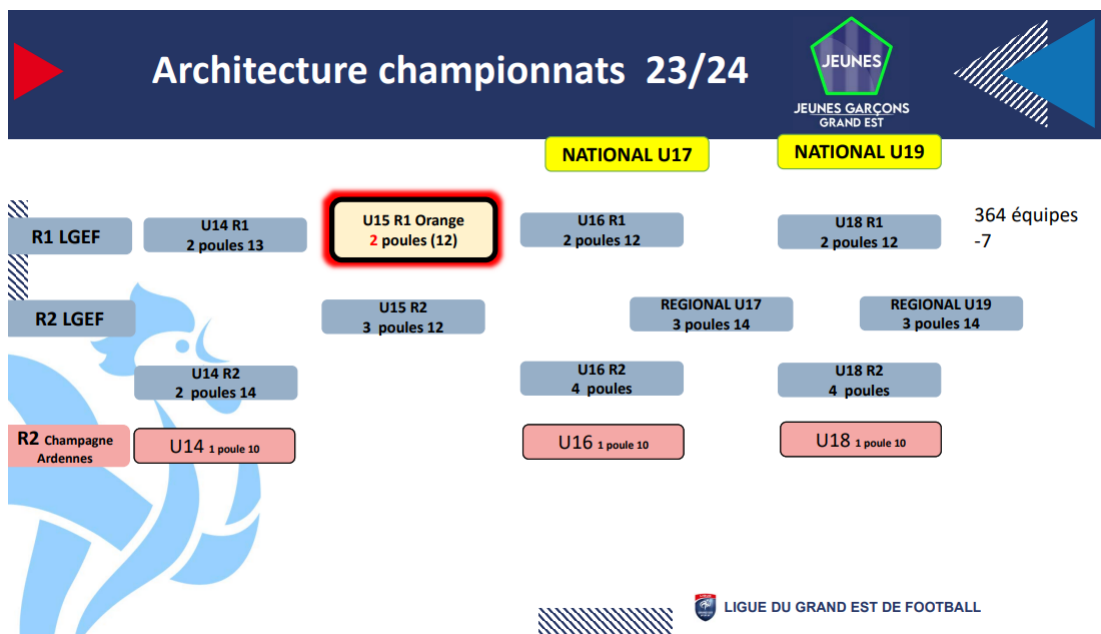 Architecture championnats 23/24
JEUNES
JEUNES GARÇONS
GRAND EST
NATIONAL U17
NATIONAL U19
R1 LGEF
U14 R1
2 poules 13
U15 R1 Orange
2 poules (12)
U16 R1
2 poules 12
U18 R1
2 poules 12
364 équipes
-7
R2 LGEF
U15 R2
3 poules 12
REGIONAL U17
3 poules 14
REGIONAL U19
3 poules 14
U14 R2
2 poules 14
U16 R2
4 poules
U18 R2
4 poules
R2 Champagne
Ardennes
U14 1 poule 10
U16 1 poule 10
U18 1 poule 10
LIGUE DU GRAND EST DE FOOTBALL